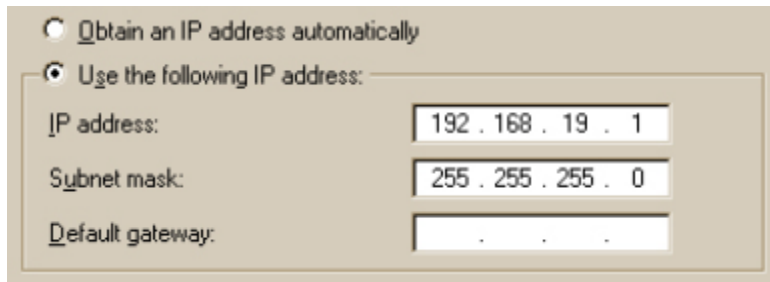 Obtain an IP address automatically
Use the following IP address:
IP address: 192 . 168 . 19 . 1
Subnet mask: 255 . 255 . 255 . 0
Default gateway: . . .